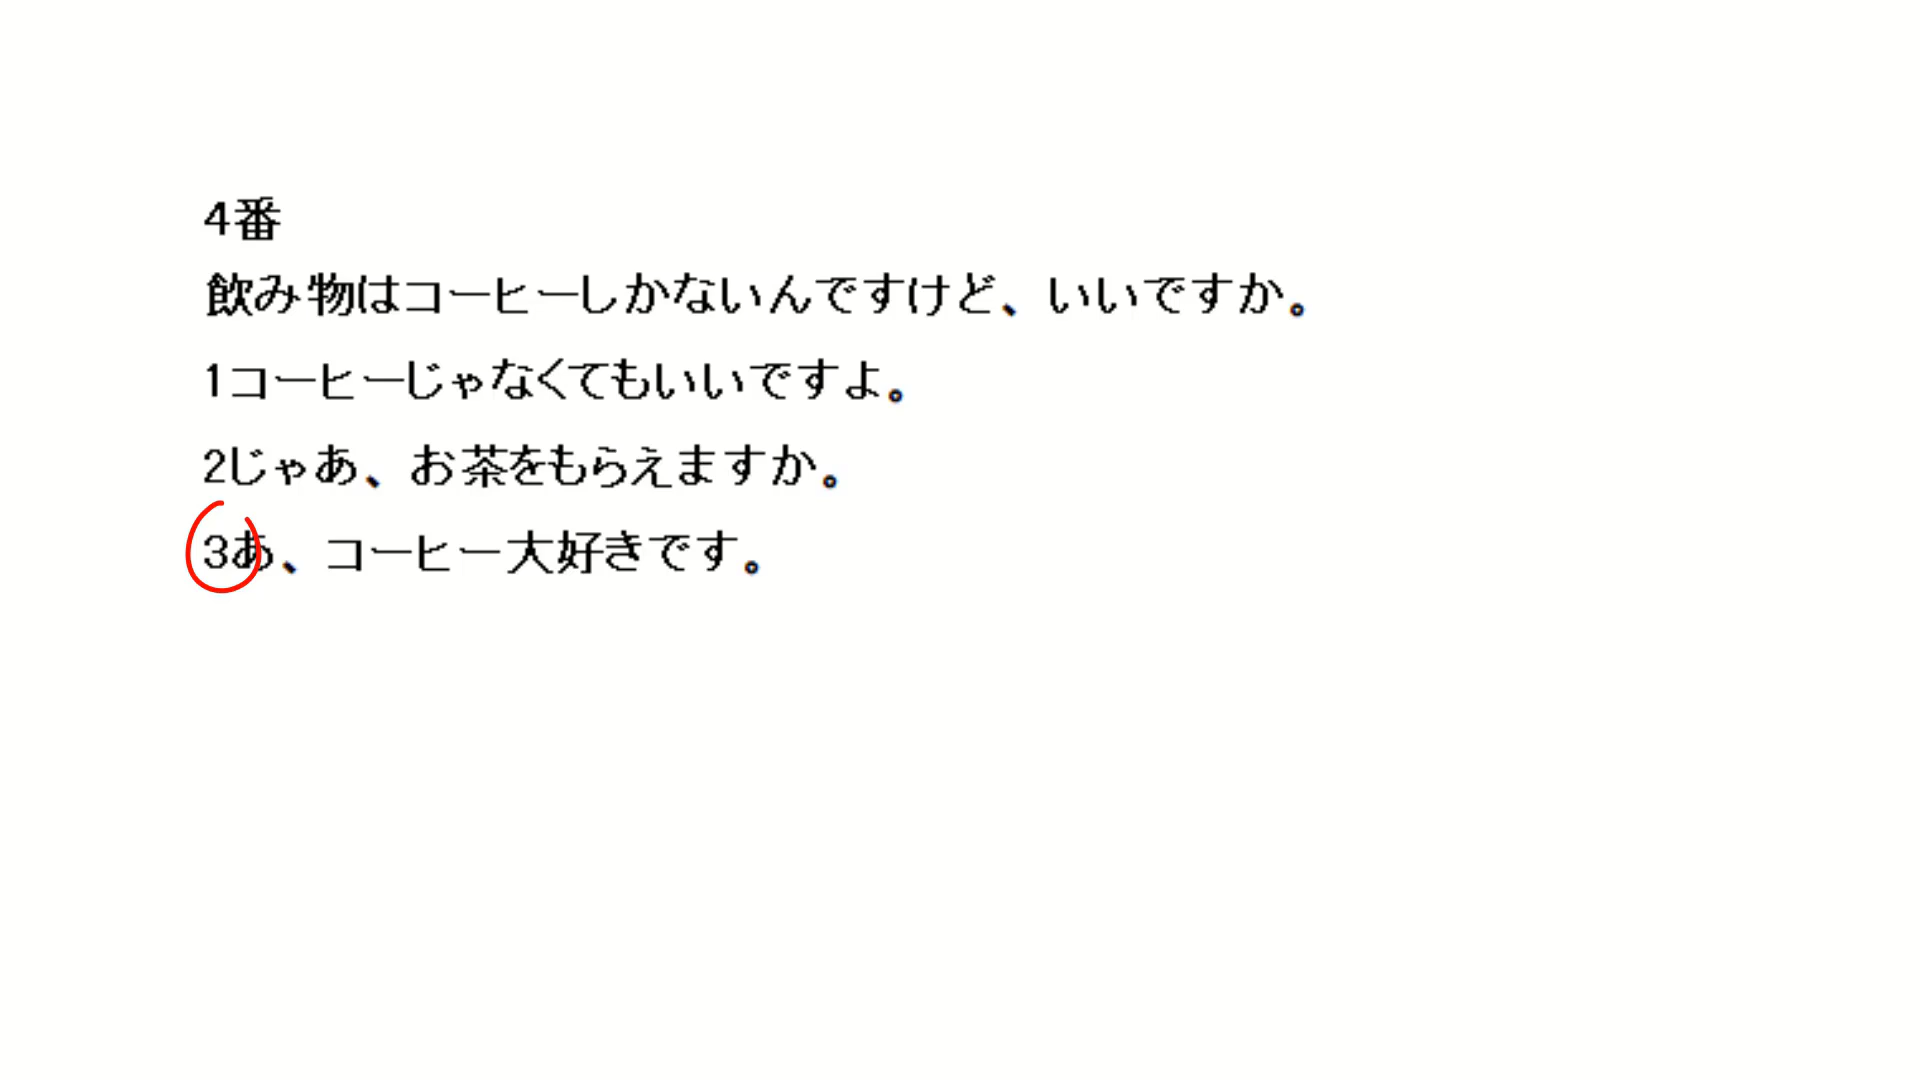 4番
飲み物はコーヒーしかないんですけど、いいですか。
1コーヒーじゃなくてもいいですよ。
2じゃあ、お茶をもらえますか。
3あ、コーヒー大好きです。